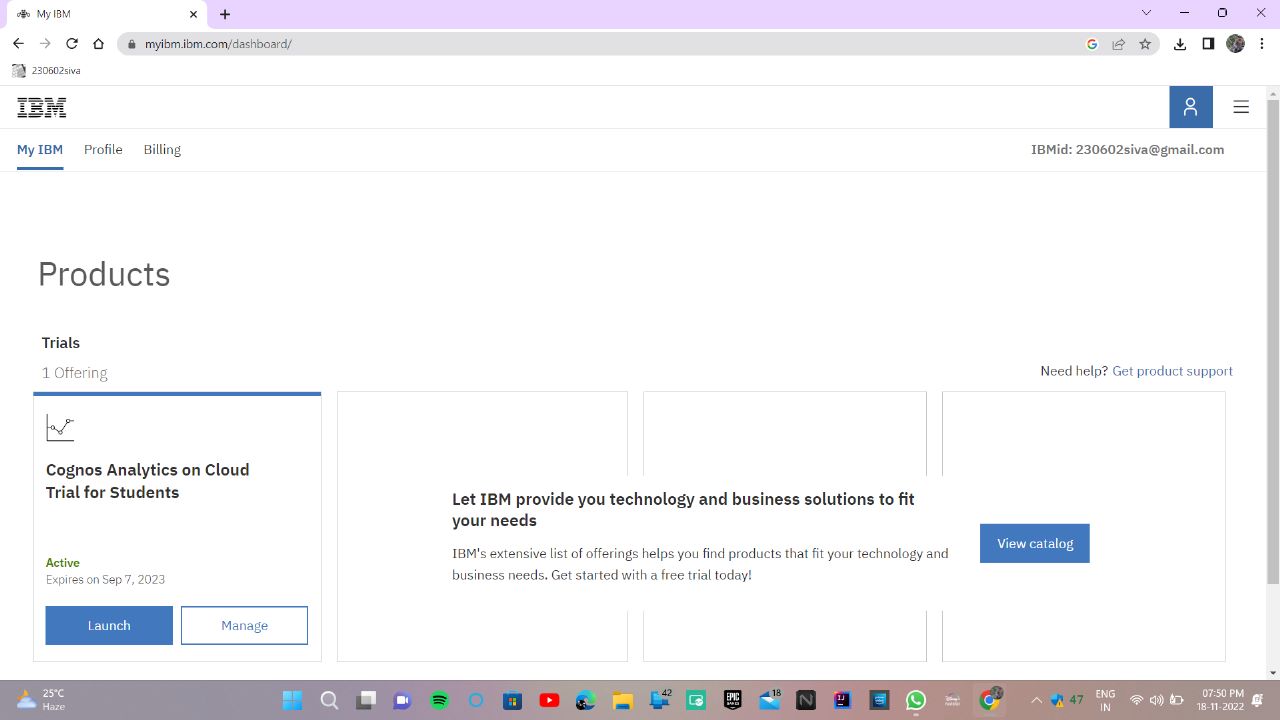 My IBM
myibm.ibm.com/dashboard/
230602siva
IBM
My IBM Profile Billing IBMid: 230602siva@gmail.com
Products
Trials
1 Offering
Need help? Get product support
Cognos Analytics on Cloud
Trial for Students
Active
Expires on Sep 7, 2023
Launch Manage
Let IBM provide you technology and business solutions to fit
your needs
IBM's extensive list of offerings helps you find products that fit your technology and
business needs. Get started with a free trial today!
View catalog
25°C
Haze
42
EPIC
GAMES
18
N
IJ
47
ENG
IN
07:50 PM
18-11-2022